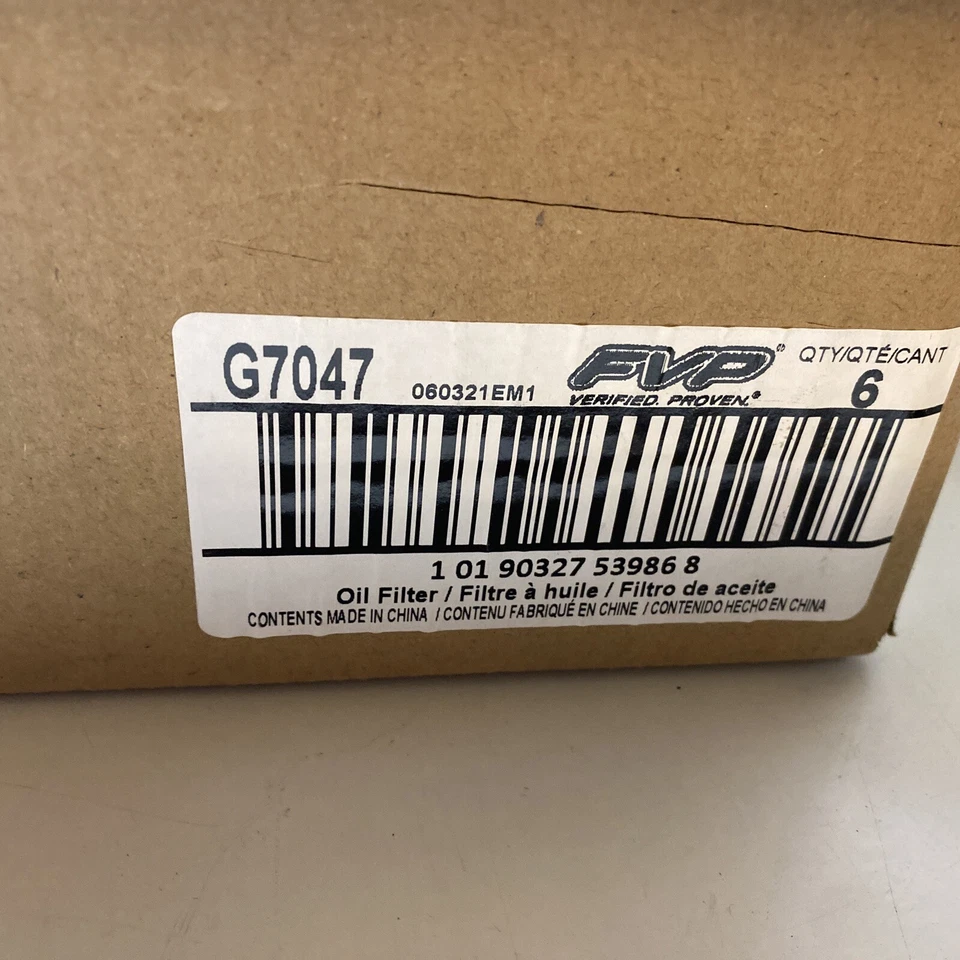 G7047 060321EM1 FVP® QTY/QTÉ/CANT
VERIFIED. PROVEN.® 6
1 01 90327 53986 8
Oil Filter / Filtre à huile / Filtro de aceite
CONTENTS MADE IN CHINA / CONTENU FABRIQUÉ EN CHINE / CONTENIDO HECHO EN CHINA